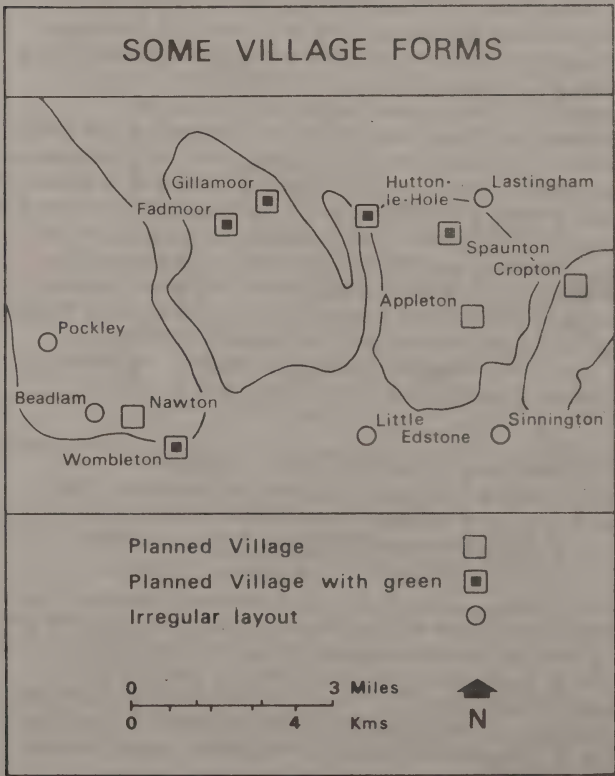 SOME VILLAGE FORMS
Gillamoor
Fadmoor
Hutton-
le-Hole
Lastingham
Spaunton
Cropton
Appleton
Pockley
Beadlam
Nawton
Wombleton
Little
Edstone
Sinnington
Planned Village
Planned Village with green
Irregular layout
0 3 Miles
0 4 Kms
N